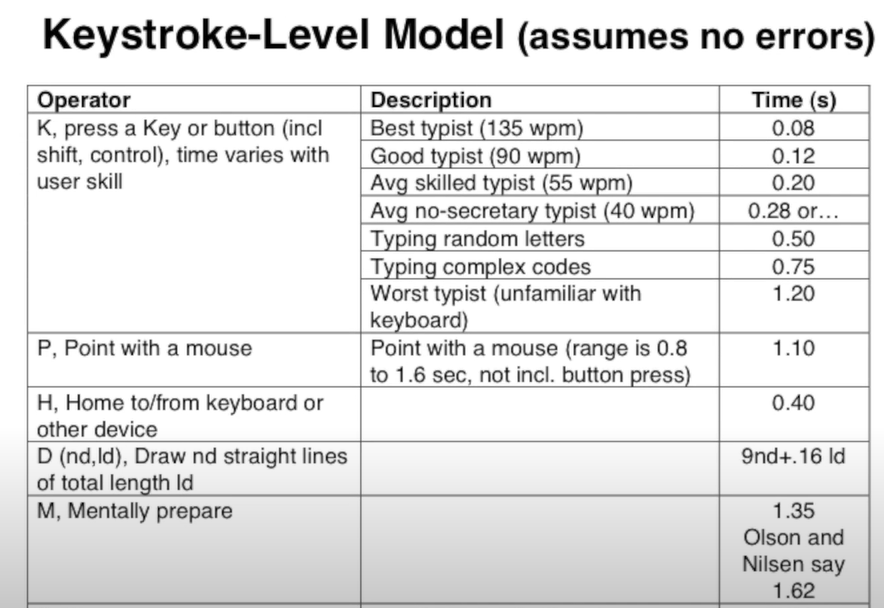 Keystroke-Level Model (assumes no errors)
Operator Description Time (s)
K, press a Key or button (incl
shift, control), time varies with
user skill
Best typist (135 wpm) 0.08
Good typist (90 wpm) 0.12
Avg skilled typist (55 wpm) 0.20
Avg no-secretary typist (40 wpm) 0.28 or…
Typing random letters 0.50
Typing complex codes 0.75
Worst typist (unfamiliar with 1.20
keyboard)
P, Point with a mouse Point with a mouse (range is 0.8 1.10
to 1.6 sec, not incl. button press)
H, Home to/from keyboard or 0.40
other device
D (nd,ld), Draw nd straight lines 9nd+.16 ld
of total length ld
M, Mentally prepare 1.35
Olson and
Nilsen say
1.62